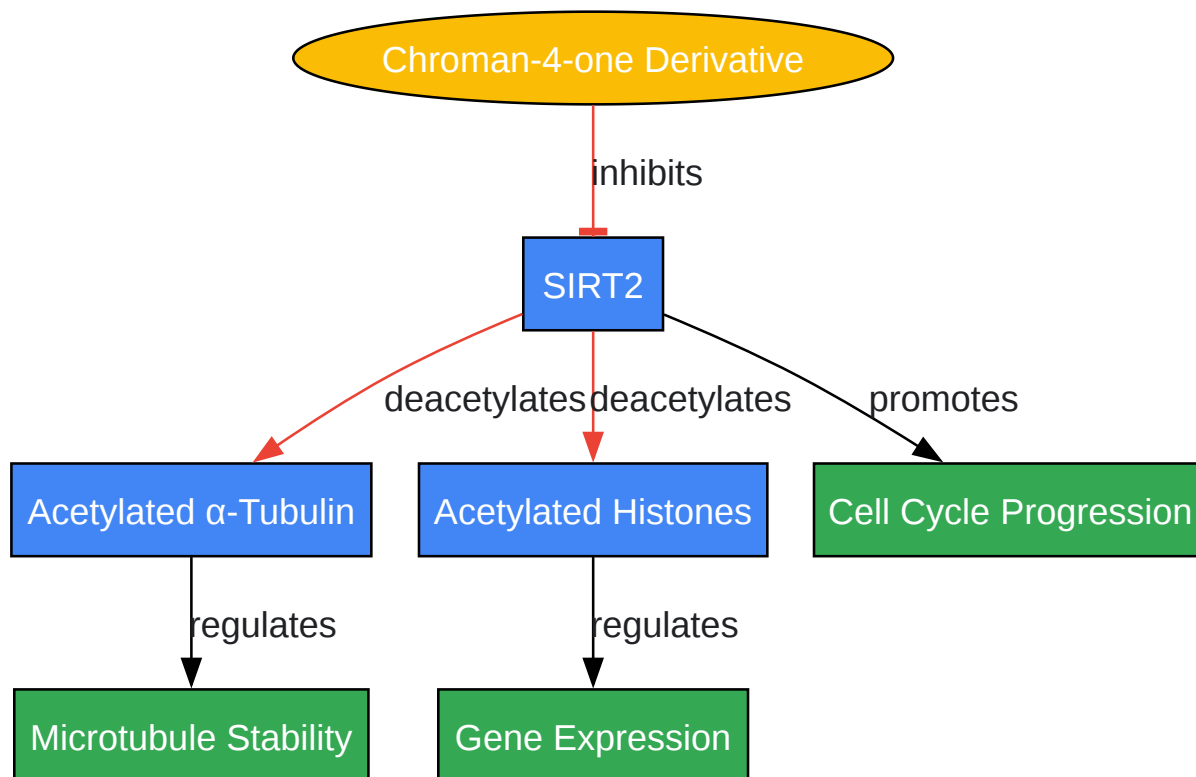 Chroman-4-one Derivative
inhibits
SIRT2
deacetylates
deacetylates
promotes
Acetylated α-Tubulin
Acetylated Histones
Cell Cycle Progression
regulates
regulates
Microtubule Stability
Gene Expression